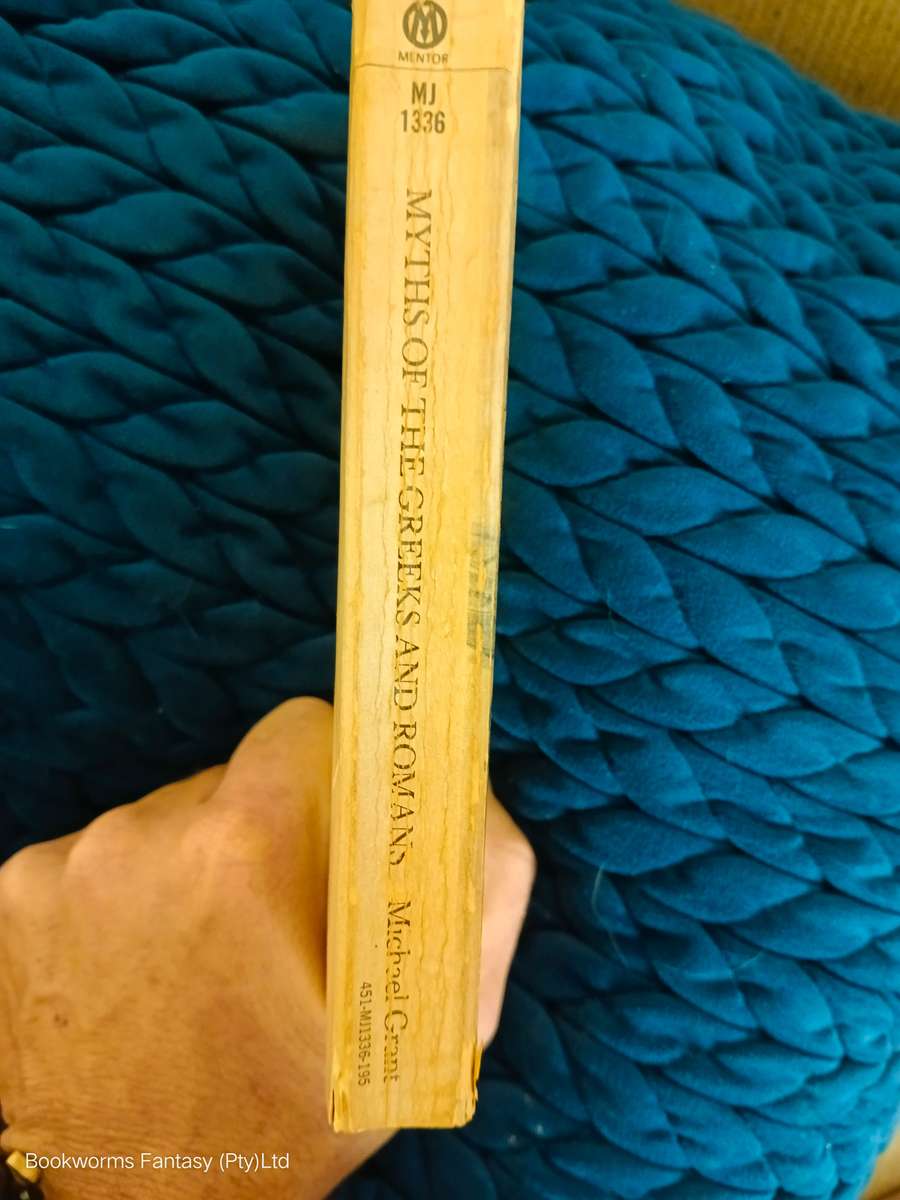 MENTOR
MJ
1336
MYTHS OF THE GREEKS AND ROMANS Michael Grant
451-MJ1336-195
Bookworms Fantasy (Pty)Ltd